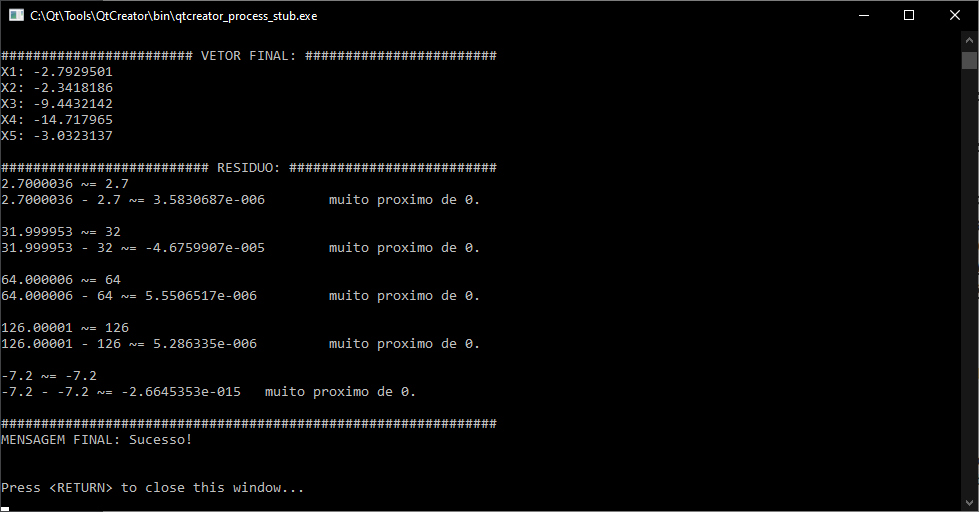 C:\Qt\Tools\QtCreator\bin\qtcreator_process_stub.exe
######################## VETOR FINAL: ########################
X1: -2.7929501
X2: -2.3418186
X3: -9.4432142
X4: -14.717965
X5: -3.0323137
########################## RESIDUO: ##########################
2.7000036 ~= 2.7
2.7000036 - 2.7 ~= 3.5830687e-006 muito proximo de 0.
31.999953 ~= 32
31.999953 - 32 ~= -4.6759907e-005 muito proximo de 0.
64.000006 ~= 64
64.000006 - 64 ~= 5.5506517e-006 muito proximo de 0.
126.00001 ~= 126
126.00001 - 126 ~= 5.286335e-006 muito proximo de 0.
-7.2 ~= -7.2
-7.2 - -7.2 ~= -2.6645353e-015 muito proximo de 0.
##############################################################
MENSAGEM FINAL: Sucesso!
Press <RETURN> to close this window...